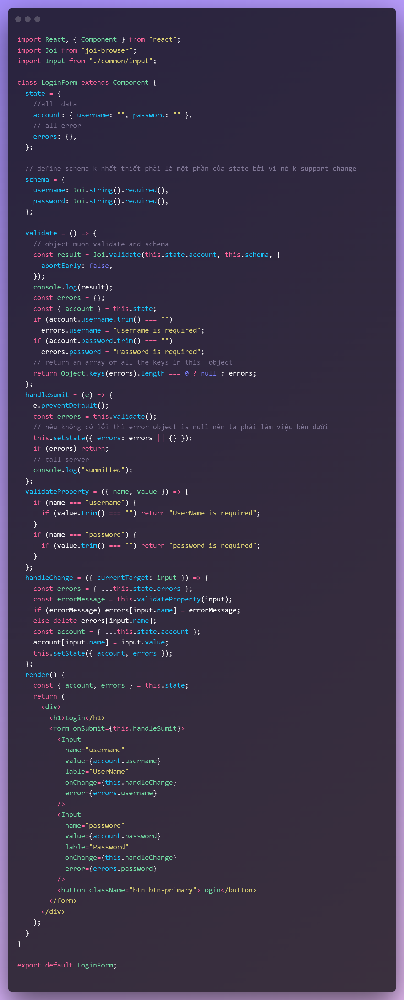 import React, { Component } from "react";
import Joi from "joi-browser";
import Input from "./common/imput";

class LoginForm extends Component {
  state = {
    //all  data
    account: { username: "", password: "" },
    // all error
    errors: {},
  };

  // define schema k nhất thiết phải là một phần của state bởi vì nó k support change
  schema = {
    username: Joi.string().required(),
    password: Joi.string().required(),
  };

  validate = () => {
    // object muon validate and schema
    const result = Joi.validate(this.state.account, this.schema, {
      abortEarly: false,
    });
    console.log(result);
    const errors = {};
    const { account } = this.state;
    if (account.username.trim() === "")
      errors.username = "username is required";
    if (account.password.trim() === "")
      errors.password = "Password is required";
    // return an array of all the keys in this  object
    return Object.keys(errors).length === 0 ? null : errors;
  };
  handleSumit = (e) => {
    e.preventDefault();
    const errors = this.validate();
    // nếu không có lỗi thì error object is null nên ta phải làm việc bên dưới
    this.setState({ errors: errors || {} });
    if (errors) return;
    // call server
    console.log("summitted");
  };
  validateProperty = ({ name, value }) => {
    if (name === "username") {
      if (value.trim() === "") return "UserName is required";
    }
    if (name === "password") {
      if (value.trim() === "") return "password is required";
    }
  };
  handleChange = ({ currentTarget: input }) => {
    const errors = { ...this.state.errors };
    const errorMessage = this.validateProperty(input);
    if (errorMessage) errors[input.name] = errorMessage;
    else delete errors[input.name];
    const account = { ...this.state.account };
    account[input.name] = input.value;
    this.setState({ account, errors });
  };
  render() {
    const { account, errors } = this.state;
    return (
      <div>
        <h1>Login</h1>
        <form onSubmit={this.handleSumit}>
          <Input
            name="username"
            value={account.username}
            lable="UserName"
            onChange={this.handleChange}
            error={errors.username}
          />
          <Input
            name="password"
            value={account.password}
            lable="Password"
            onChange={this.handleChange}
            error={errors.password}
          />
          <button className="btn btn-primary">Login</button>
        </form>
      </div>
    );
  }
}

export default LoginForm;